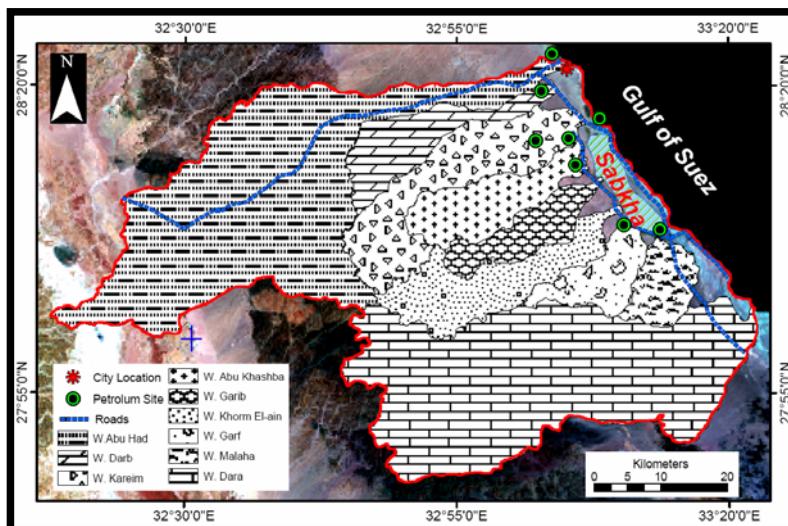 32°30'0"E 32°55'0"E 33°20'0"E
28°20'0"N 28°20'0"N
N
Gulf of Suez
Sabkha
27°55'0"N 27°55'0"N
City Location
Petrolum Site
Roads
W.Abu Had
W. Darb
W. Kareim
W. Abu Khashba
W. Garib
W. Khorm El-ain
W. Garf
W. Malaha
W. Dara
Kilometers
0 5 10 20
32°30'0"E 32°55'0"E 33°20'0"E